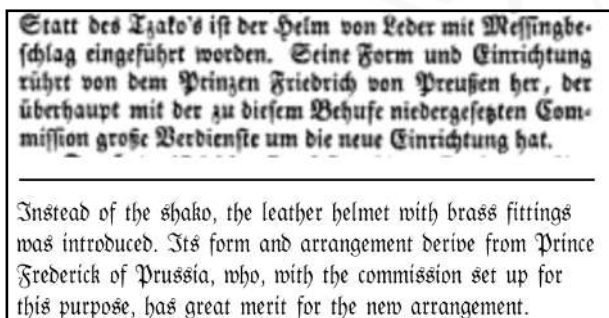 Statt des Tzako's ist der Helm von Leder mit Messingbe-
schlag eingeführt worden. Seine Form und Einrichtung
rührt von dem Prinzen Friedrich von Preußen her, der
überhaupt mit der zu diesem Behufe niedergesetzten Com-
mission große Verdienste um die neue Einrichtung hat.
Instead of the shako, the leather helmet with brass fittings
was introduced. Its form and arrangement derive from Prince
Frederick of Prussia, who, with the commission set up for
this purpose, has great merit for the new arrangement.